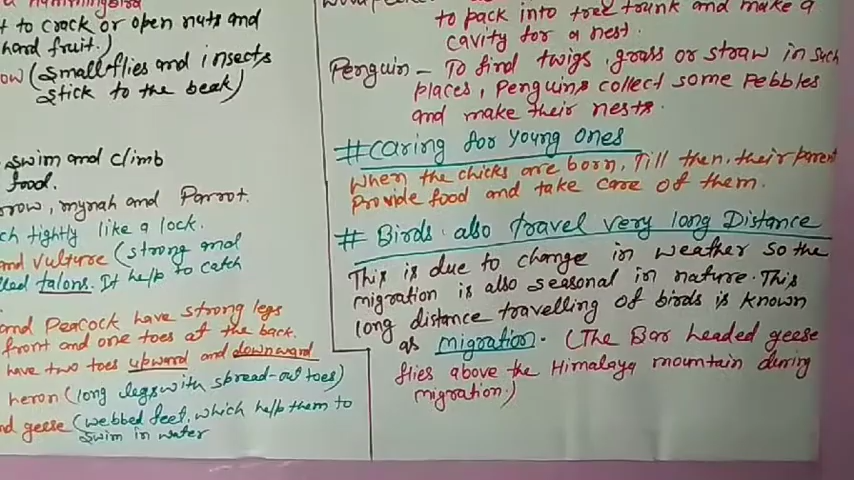 Hummingbird
t to crack or open nuts and
hard fruit.)
ow (small flies and insects
stick to the beak)
swim and climb
food.
rrow, mynah and Parrot.
ch tightly like a lock.
and vulture (strong and
lled talons. It help to catch
and Peacock have strong legs
front and one toes at the back.
have two toes upward and downward
heron (long legs with spread-out toes)
nd geese (webbed feet, which help them to
swim in water
to pack into tree trunk and make a
cavity for a nest.
Penguin - To find twigs, grass or straw in such
places, Penguins collect some Pebbles
and make their nests.
# Caring for Young Ones
When the chicks are born, Till then, their Parent
Provide food and take care of them.
# Birds also travel very long Distance
This is due to change in weather so the
migration is also seasonal in nature. This
long distance travelling of birds is known
as migration. (The Bar headed geese
flies above the Himalaya mountain during
migration.)